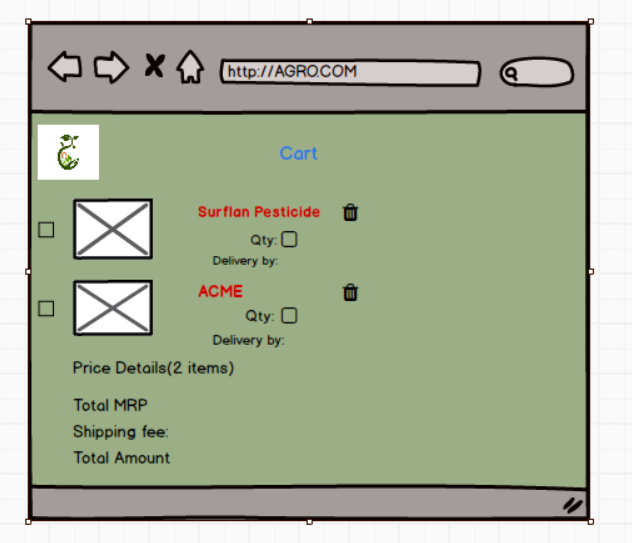 http://AGRO.COM
Cart
Surflan Pesticide
Qty:
Delivery by:
ACME
Qty:
Delivery by:
Price Details(2 items)
Total MRP
Shipping fee:
Total Amount